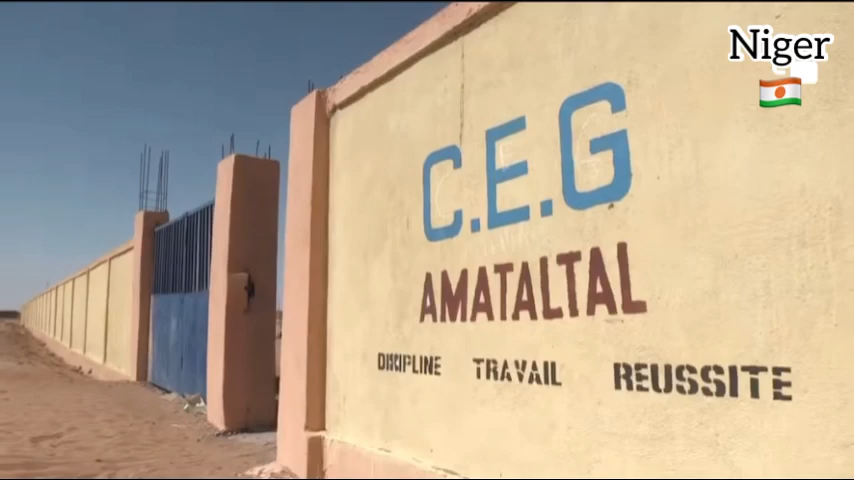 Niger
C.E.G
AMATALTAL
DISCIPLINE TRAVAIL REUSSITE